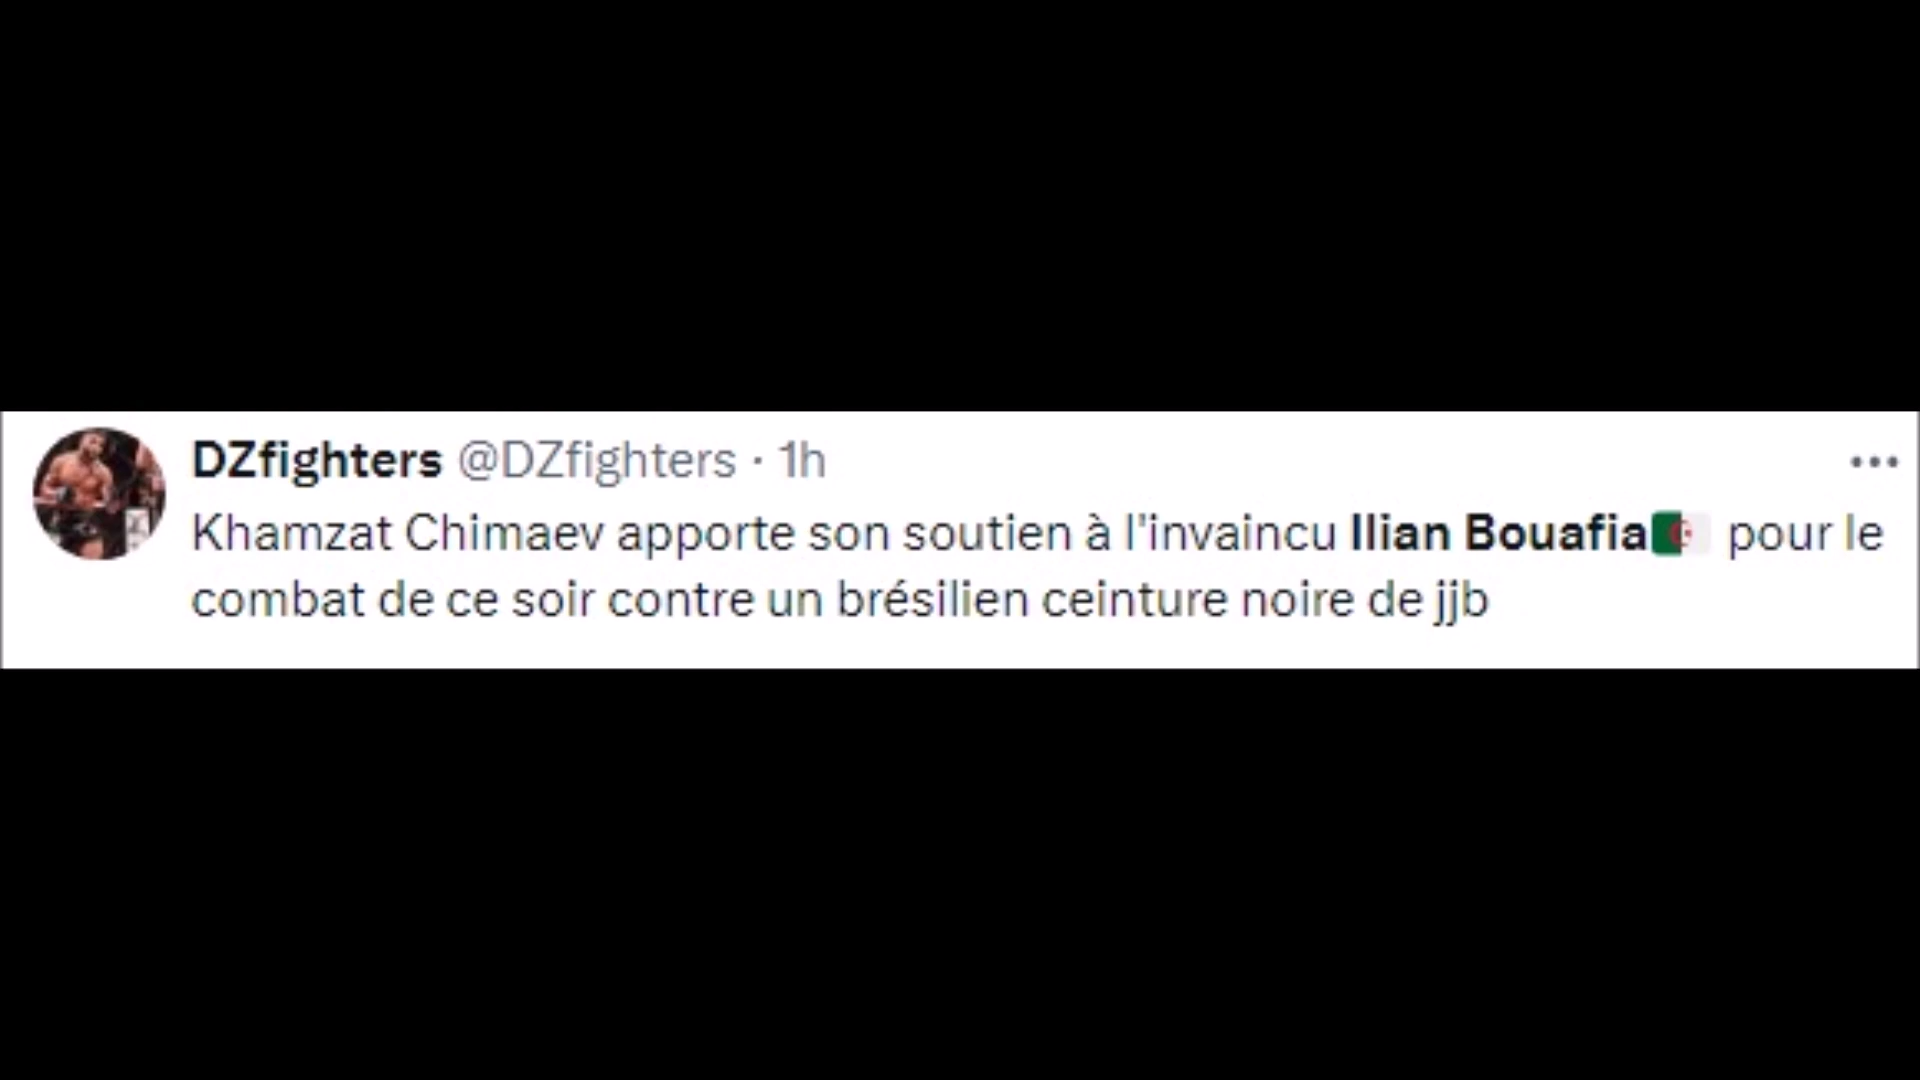 DZfighters @DZfighters · 1h
Khamzat Chimaev apporte son soutien à l'invaincu Ilian Bouafia🇩🇿 pour le
combat de ce soir contre un brésilien ceinture noire de jjb